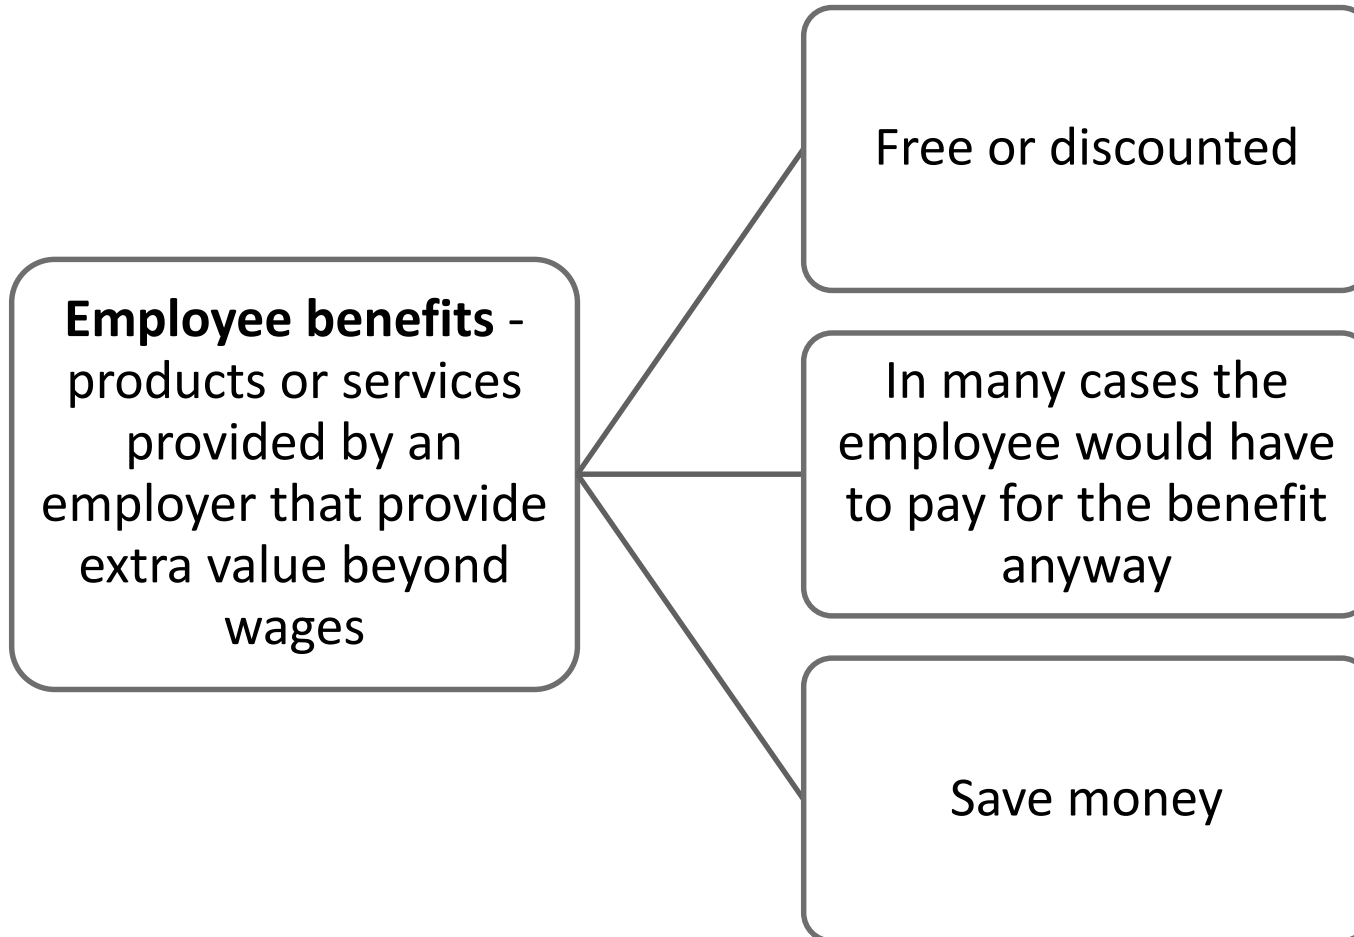 Employee benefits -
products or services
provided by an
employer that provide
extra value beyond
wages
Free or discounted
In many cases the
employee would have
to pay for the benefit
anyway
Save money